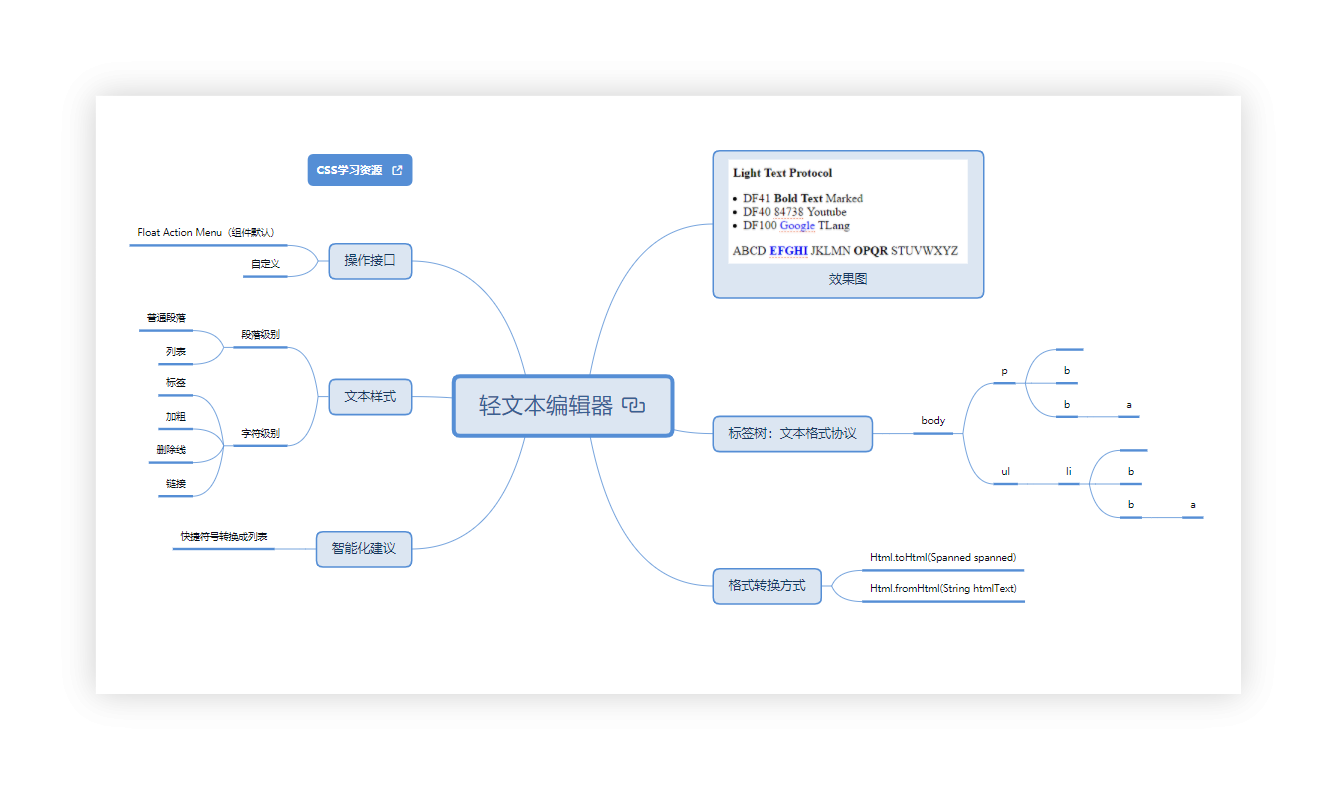 CSS学习资源
Float Action Menu（组件默认）
自定义
操作接口
普通段落
列表
段落级别
标签
加粗
删除线
链接
字符级别
文本样式
快捷符号转换成列表
智能化建议
轻文本编辑器
Light Text Protocol
DF41 Bold Text Marked
DF40 84738 Youtube
DF100 Google TLang
ABCD EFGHI JKLMN OPQR STUVWXYZ
效果图
标签树：文本格式协议
body
p
b
b
a
ul
li
b
b
a
格式转换方式
Html.toHtml(Spanned spanned)
Html.fromHtml(String htmlText)